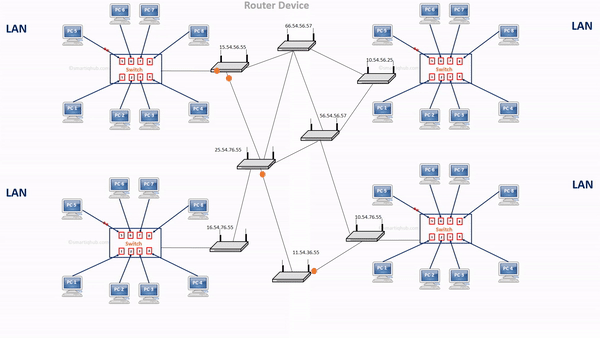 Router Device
LAN
PC-6
PC-7
PC-5
PC-8
Switch
PC-1
PC-2
PC-3
PC-4
66.54.56.57
15.54.56.55
10.54.56.25
56.54.56.57
25.54.76.55
LAN
PC-6
PC-7
PC-5
PC-8
Switch
PC-1
PC-2
PC-3
PC-4
LAN
PC-6
PC-7
PC-5
PC-8
Switch
PC-1
PC-2
PC-3
PC-4
16.54.76.55
10.54.76.55
11.54.36.55
LAN
PC-6
PC-7
PC-5
PC-8
Switch
PC-1
PC-2
PC-3
PC-4